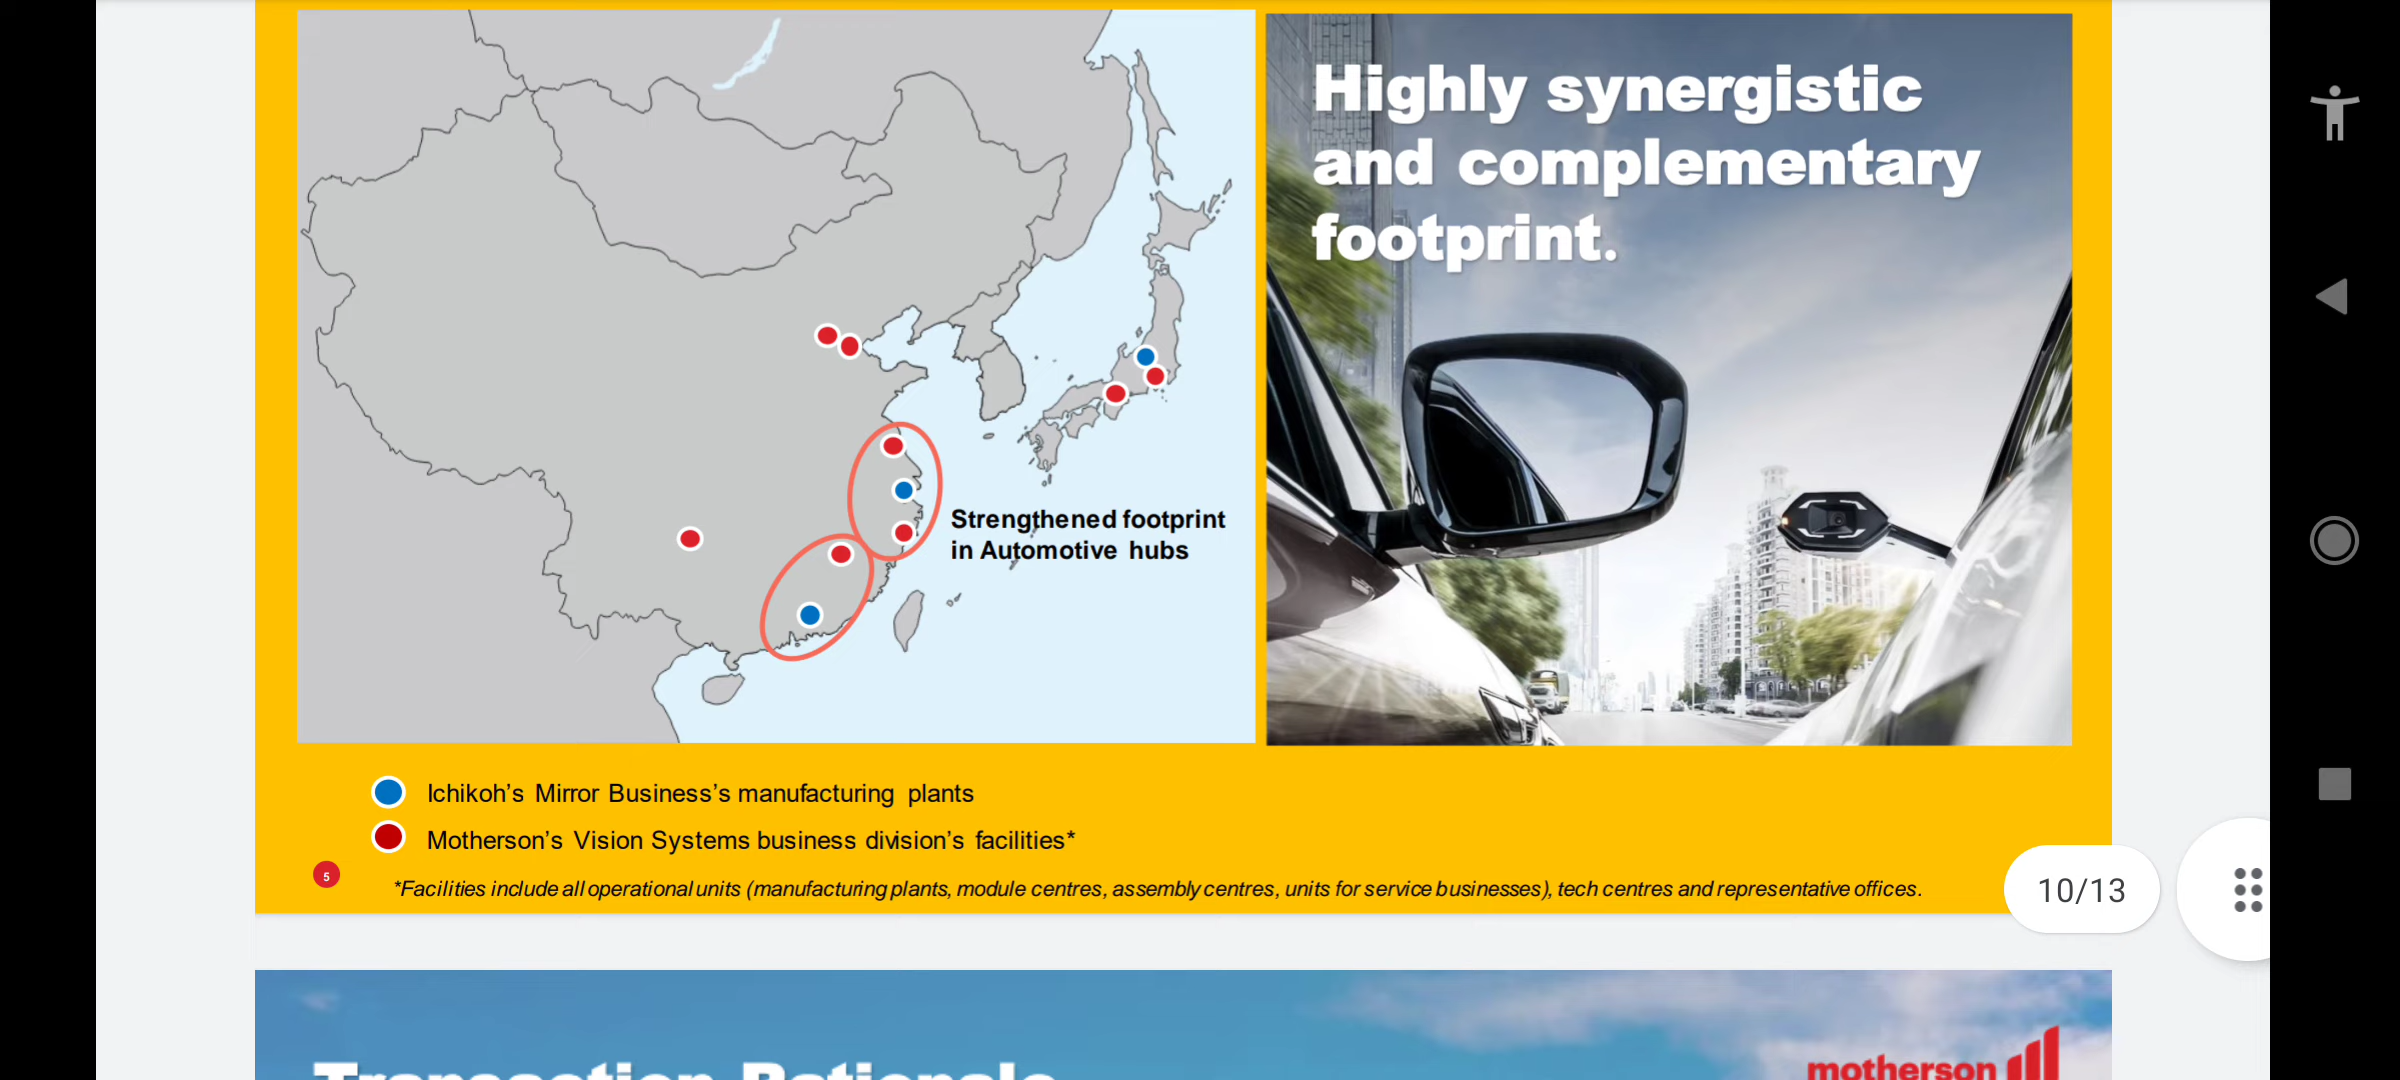 Highly synergistic
and complementary
footprint.
Strengthened footprint
in Automotive hubs
Ichikoh’s Mirror Business’s manufacturing plants
Motherson’s Vision Systems business division’s facilities*
5
*Facilities include all operational units (manufacturing plants, module centres, assembly centres, units for service businesses), tech centres and representative offices.
10/13
Transaction Rationale
motherson